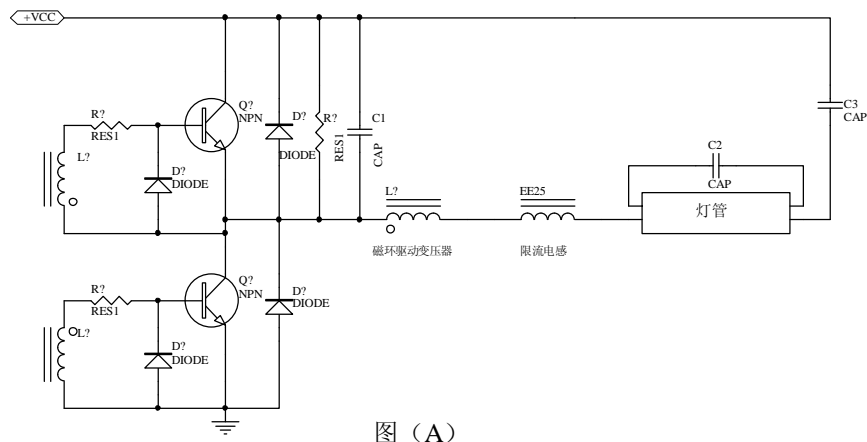 +VCC
Q?
NPN
R?
RES1
D?
DIODE
L?
D?
DIODE
R?
RES1
C1
CAP
C3
CAP
C2
CAP
灯管
L?
EE25
磁环驱动变压器
限流电感
Q?
NPN
R?
RES1
D?
DIODE
L?
D?
DIODE
图（A）